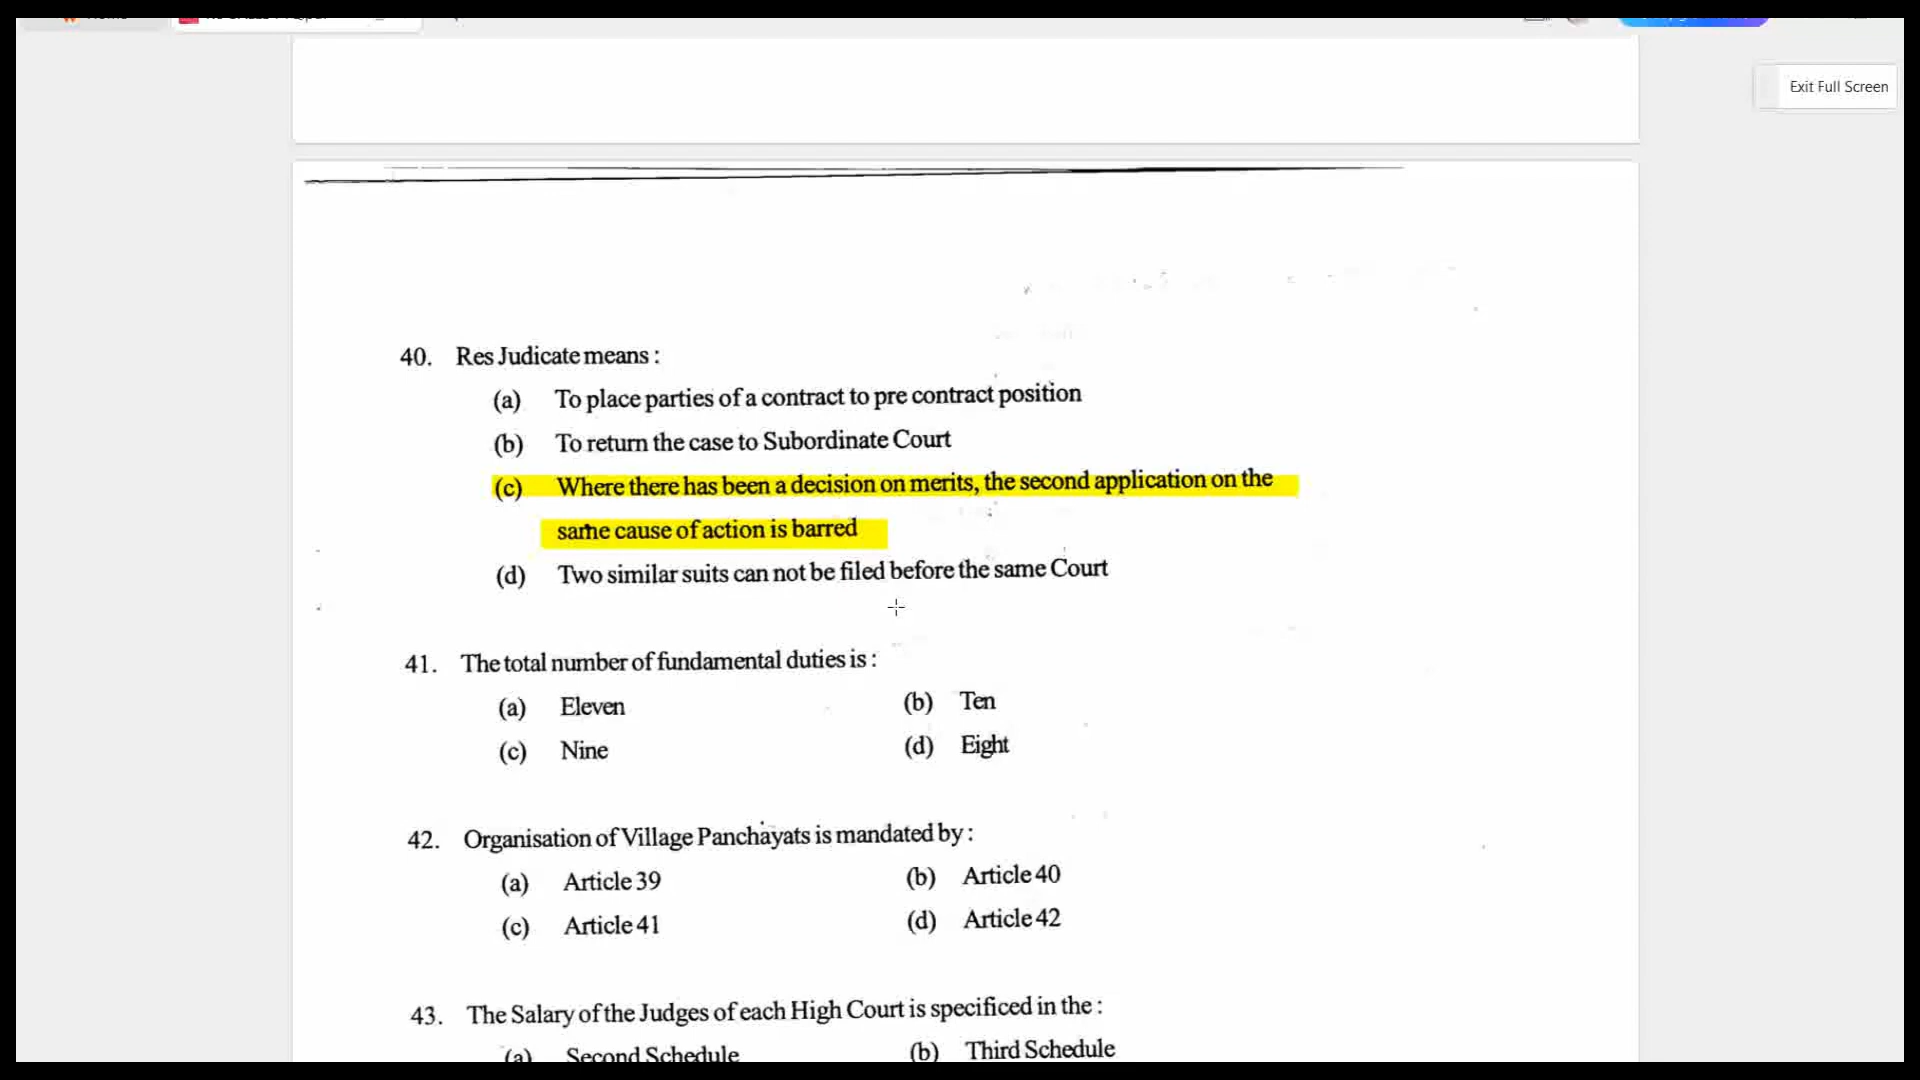 Exit Full Screen
40. Res Judicate means :
(a) To place parties of a contract to pre contract position
(b) To return the case to Subordinate Court
(c) Where there has been a decision on merits, the second application on the
same cause of action is barred
(d) Two similar suits can not be filed before the same Court
41. The total number of fundamental duties is :
(a) Eleven (b) Ten
(c) Nine (d) Eight
42. Organisation of Village Panchayats is mandated by :
(a) Article 39 (b) Article 40
(c) Article 41 (d) Article 42
43. The Salary of the Judges of each High Court is specificed in the :
(a) Second Schedule (b) Third Schedule